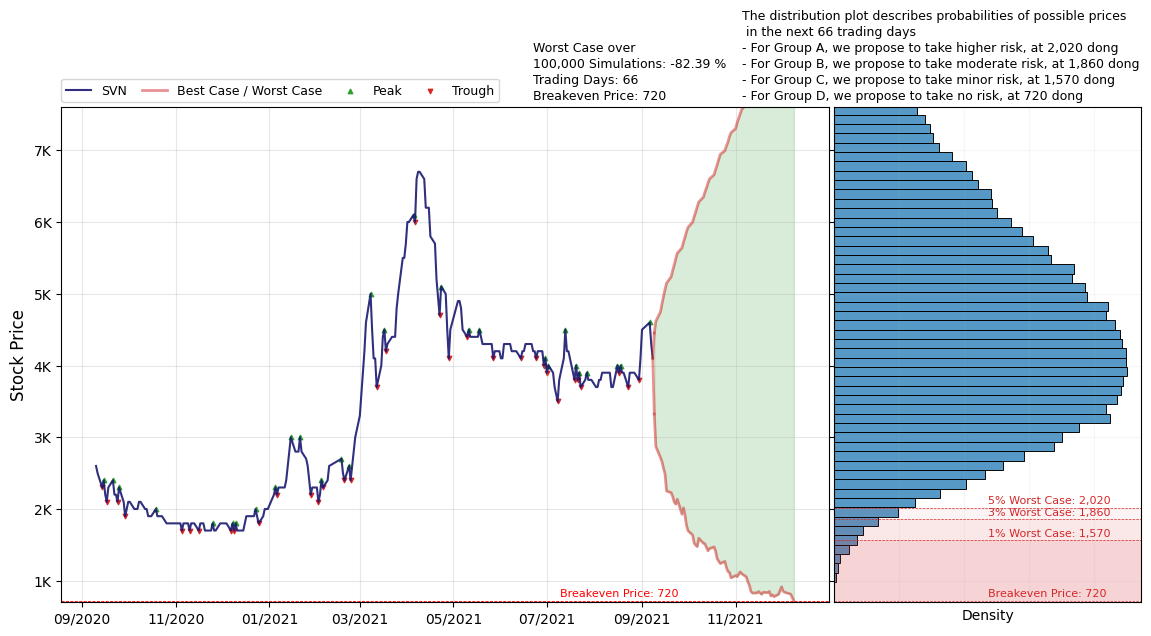 The distribution plot describes probabilities of possible prices
in the next 66 trading days
- For Group A, we propose to take higher risk, at 2,020 dong
- For Group B, we propose to take moderate risk, at 1,860 dong
- For Group C, we propose to take minor risk, at 1,570 dong
- For Group D, we propose to take no risk, at 720 dong
Worst Case over
100,000 Simulations: -82.39 %
Trading Days: 66
Breakeven Price: 720
SVN
Best Case / Worst Case
Peak
Trough
Stock Price
7K
6K
5K
4K
3K
2K
1K
09/2020
11/2020
01/2021
03/2021
05/2021
07/2021
09/2021
11/2021
Breakeven Price: 720
5% Worst Case: 2,020
3% Worst Case: 1,860
1% Worst Case: 1,570
Breakeven Price: 720
Density